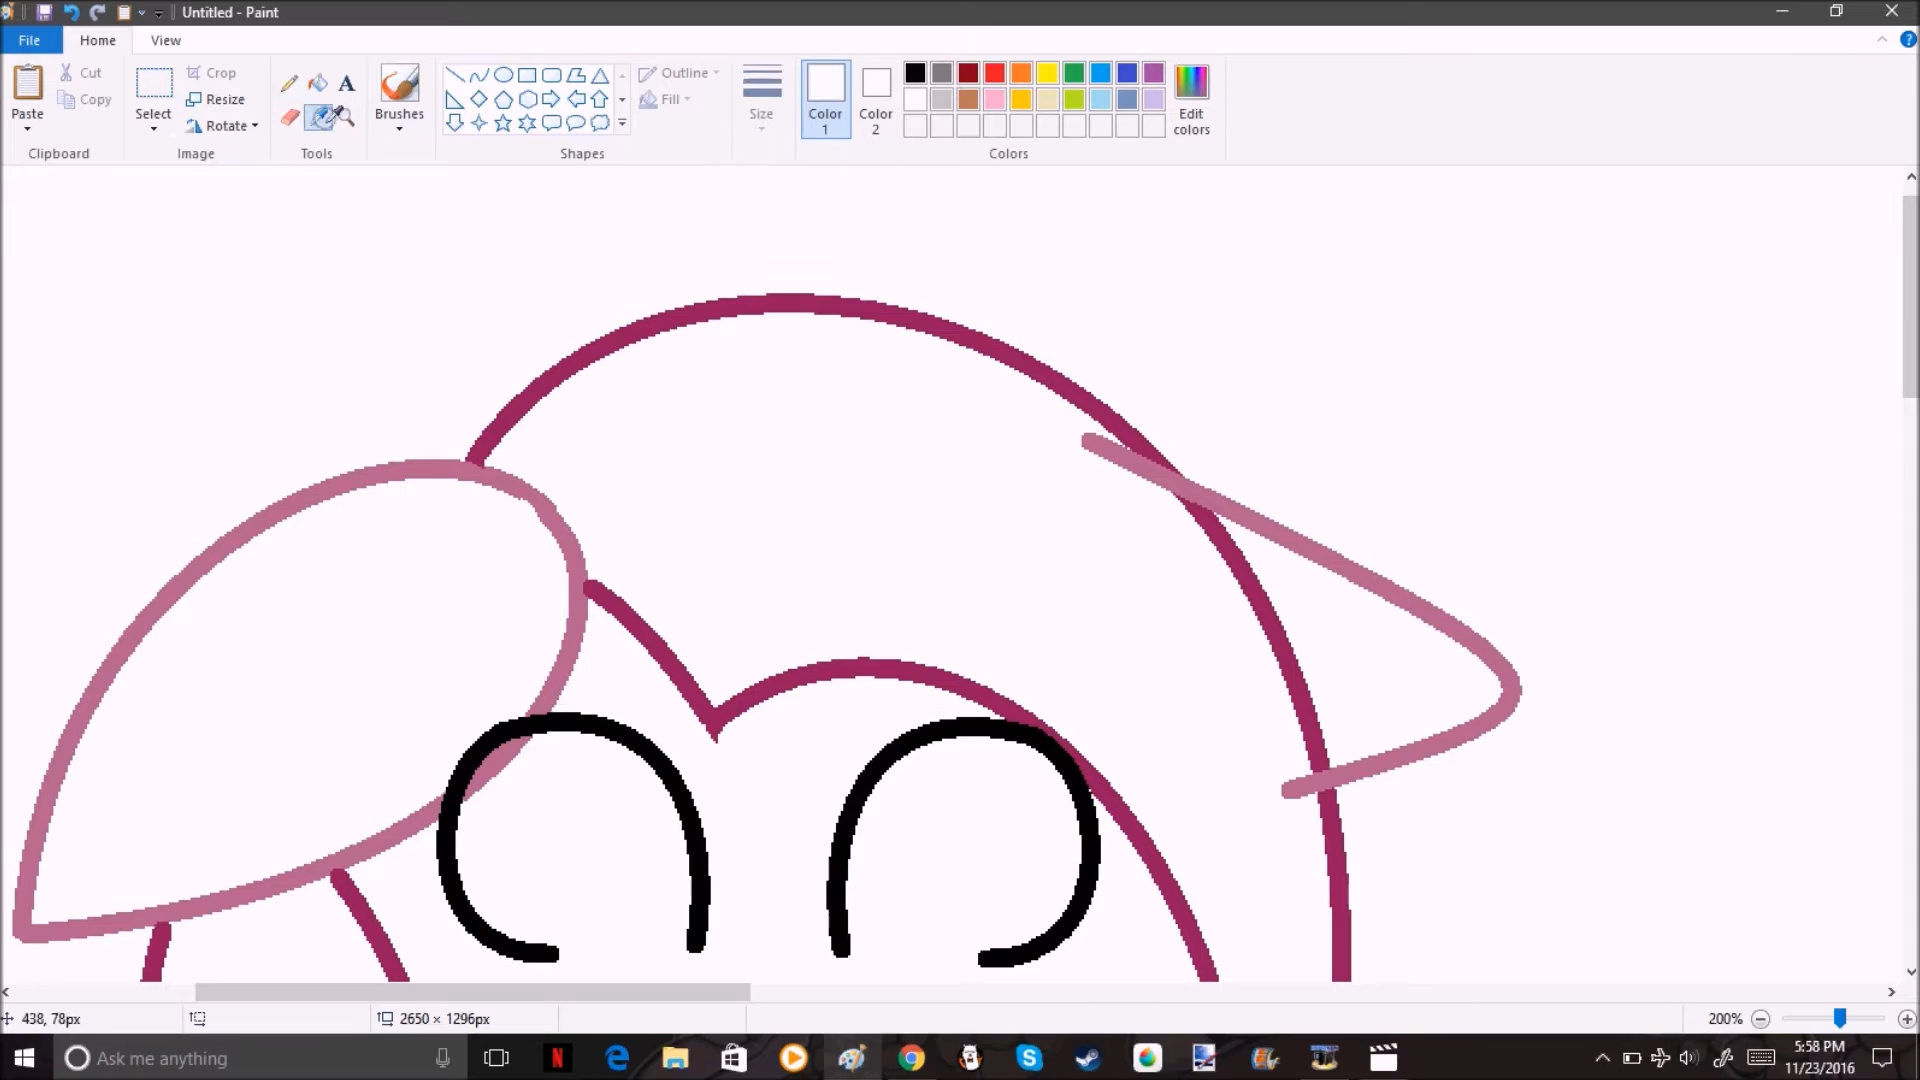 Untitled - Paint
File
Home
View
Paste
Cut
Copy
Clipboard
Select
Crop
Resize
Rotate
Image
A
Tools
Brushes
Outline
Fill
Shapes
Size
Color
1
Color
2
Edit
colors
Colors
438, 78px
2650 × 1296px
200%
Ask me anything
5:58 PM
11/23/2016